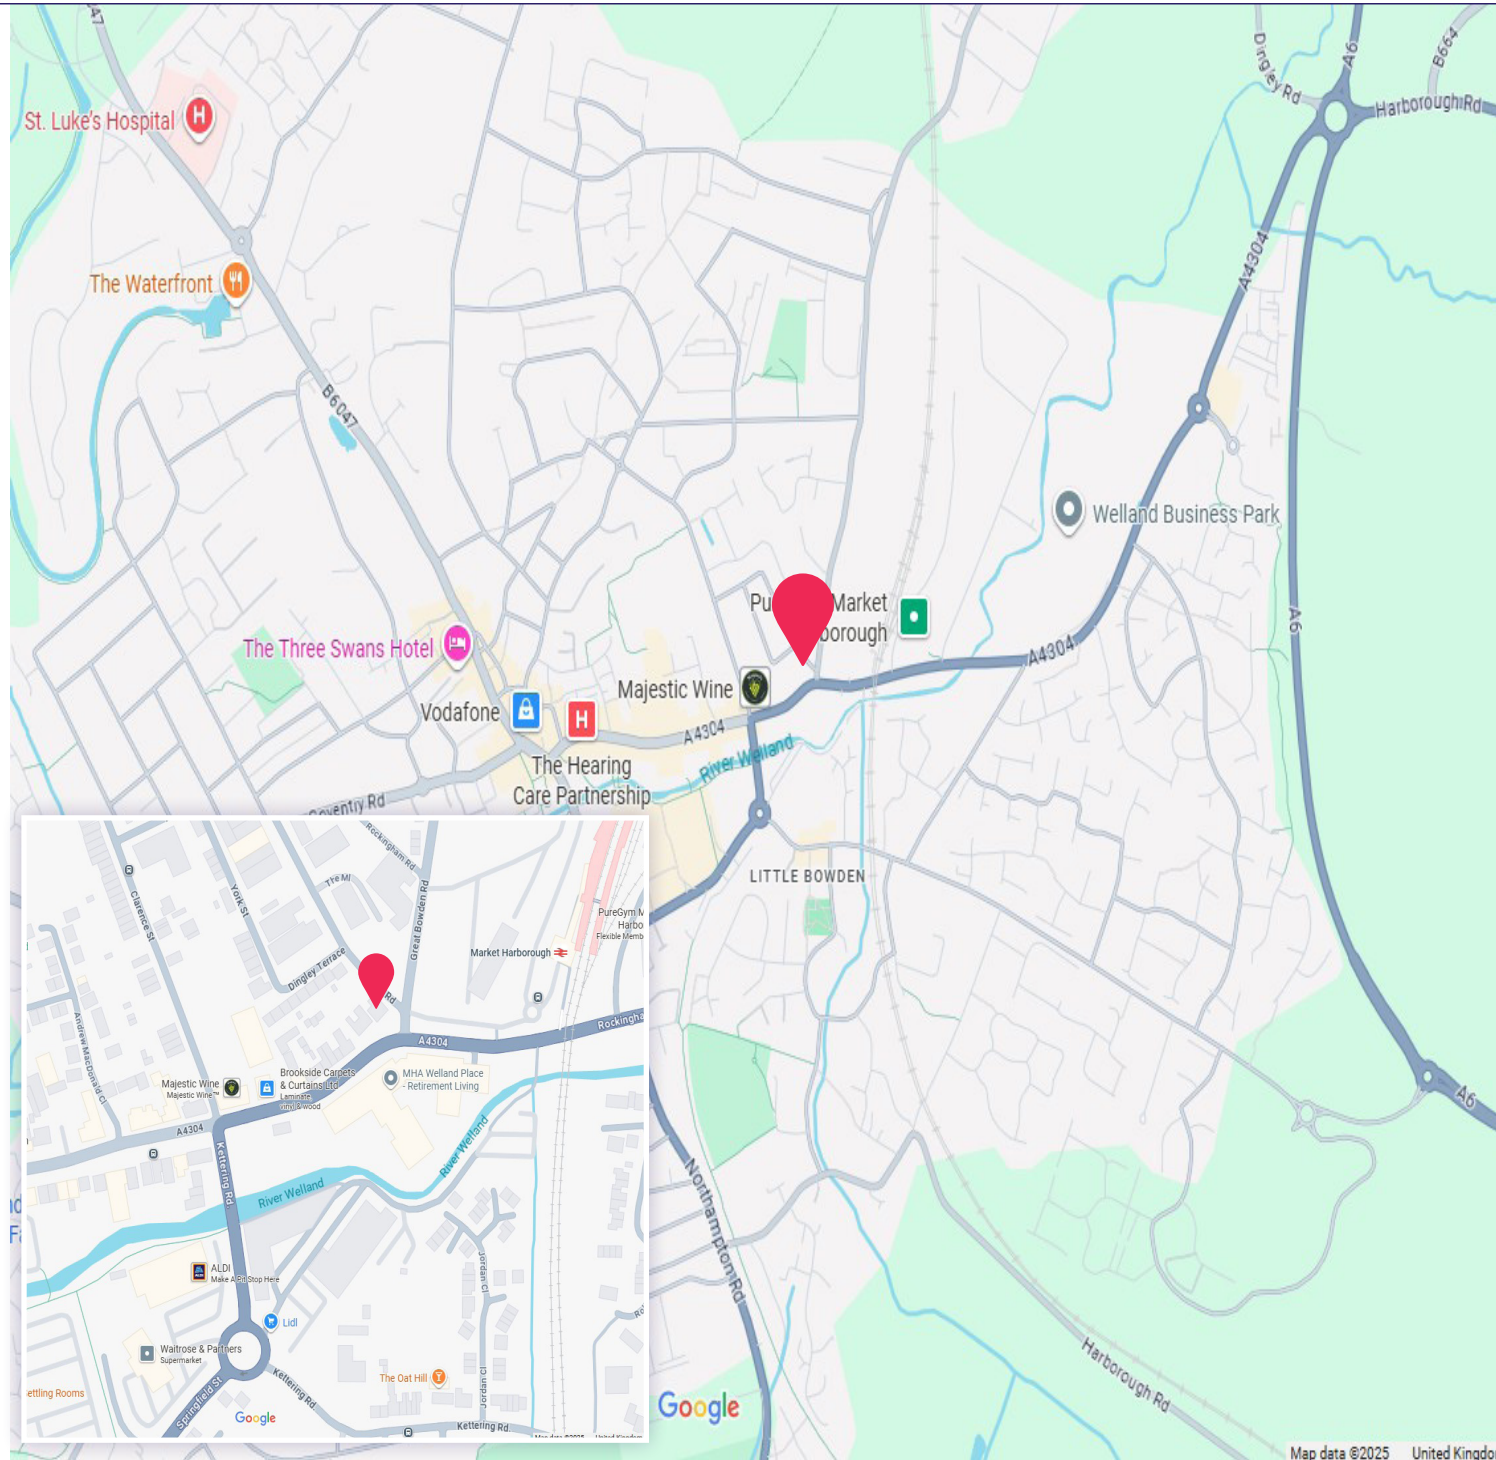 47
A6
B664
Dingley Rd
Harborough Rd
St. Luke's Hospital
H
The Waterfront
A4304
B6047
Welland Business Park
A6
Market
borough
The Three Swans Hotel
A4304
Majestic Wine
Vodafone
H
A4304
River Welland
The Hearing
Care Partnership
Coventry Rd
LITTLE BOWDEN
A6
Northampton Rd
Harborough Rd
Google
Map data ©2025
Rockingham Rd
The Ml
York St
Clarence St
Great Bowden Rd
PureGym M
Harbo
Flexible Memb
Market Harborough
Dingley Terrace
Rd
Andrew MacDonald Cl
Rockingha
A4304
Brookside Carpets
& Curtains Ltd
Laminate
vinyl & wood
MHA Welland Place
- Retirement Living
Majestic Wine
Majestic Wine™
A4304
Kettering Rd
River Welland
River Welland
ALDI
Make A Pit Stop Here
Jordan Cl
Lidl
Waitrose & Partners
Supermarket
The Oat Hill
Jordan Cl
ettling Rooms
Springfield St
Kettering Rd
Kettering Rd
Google
Map data ©2025